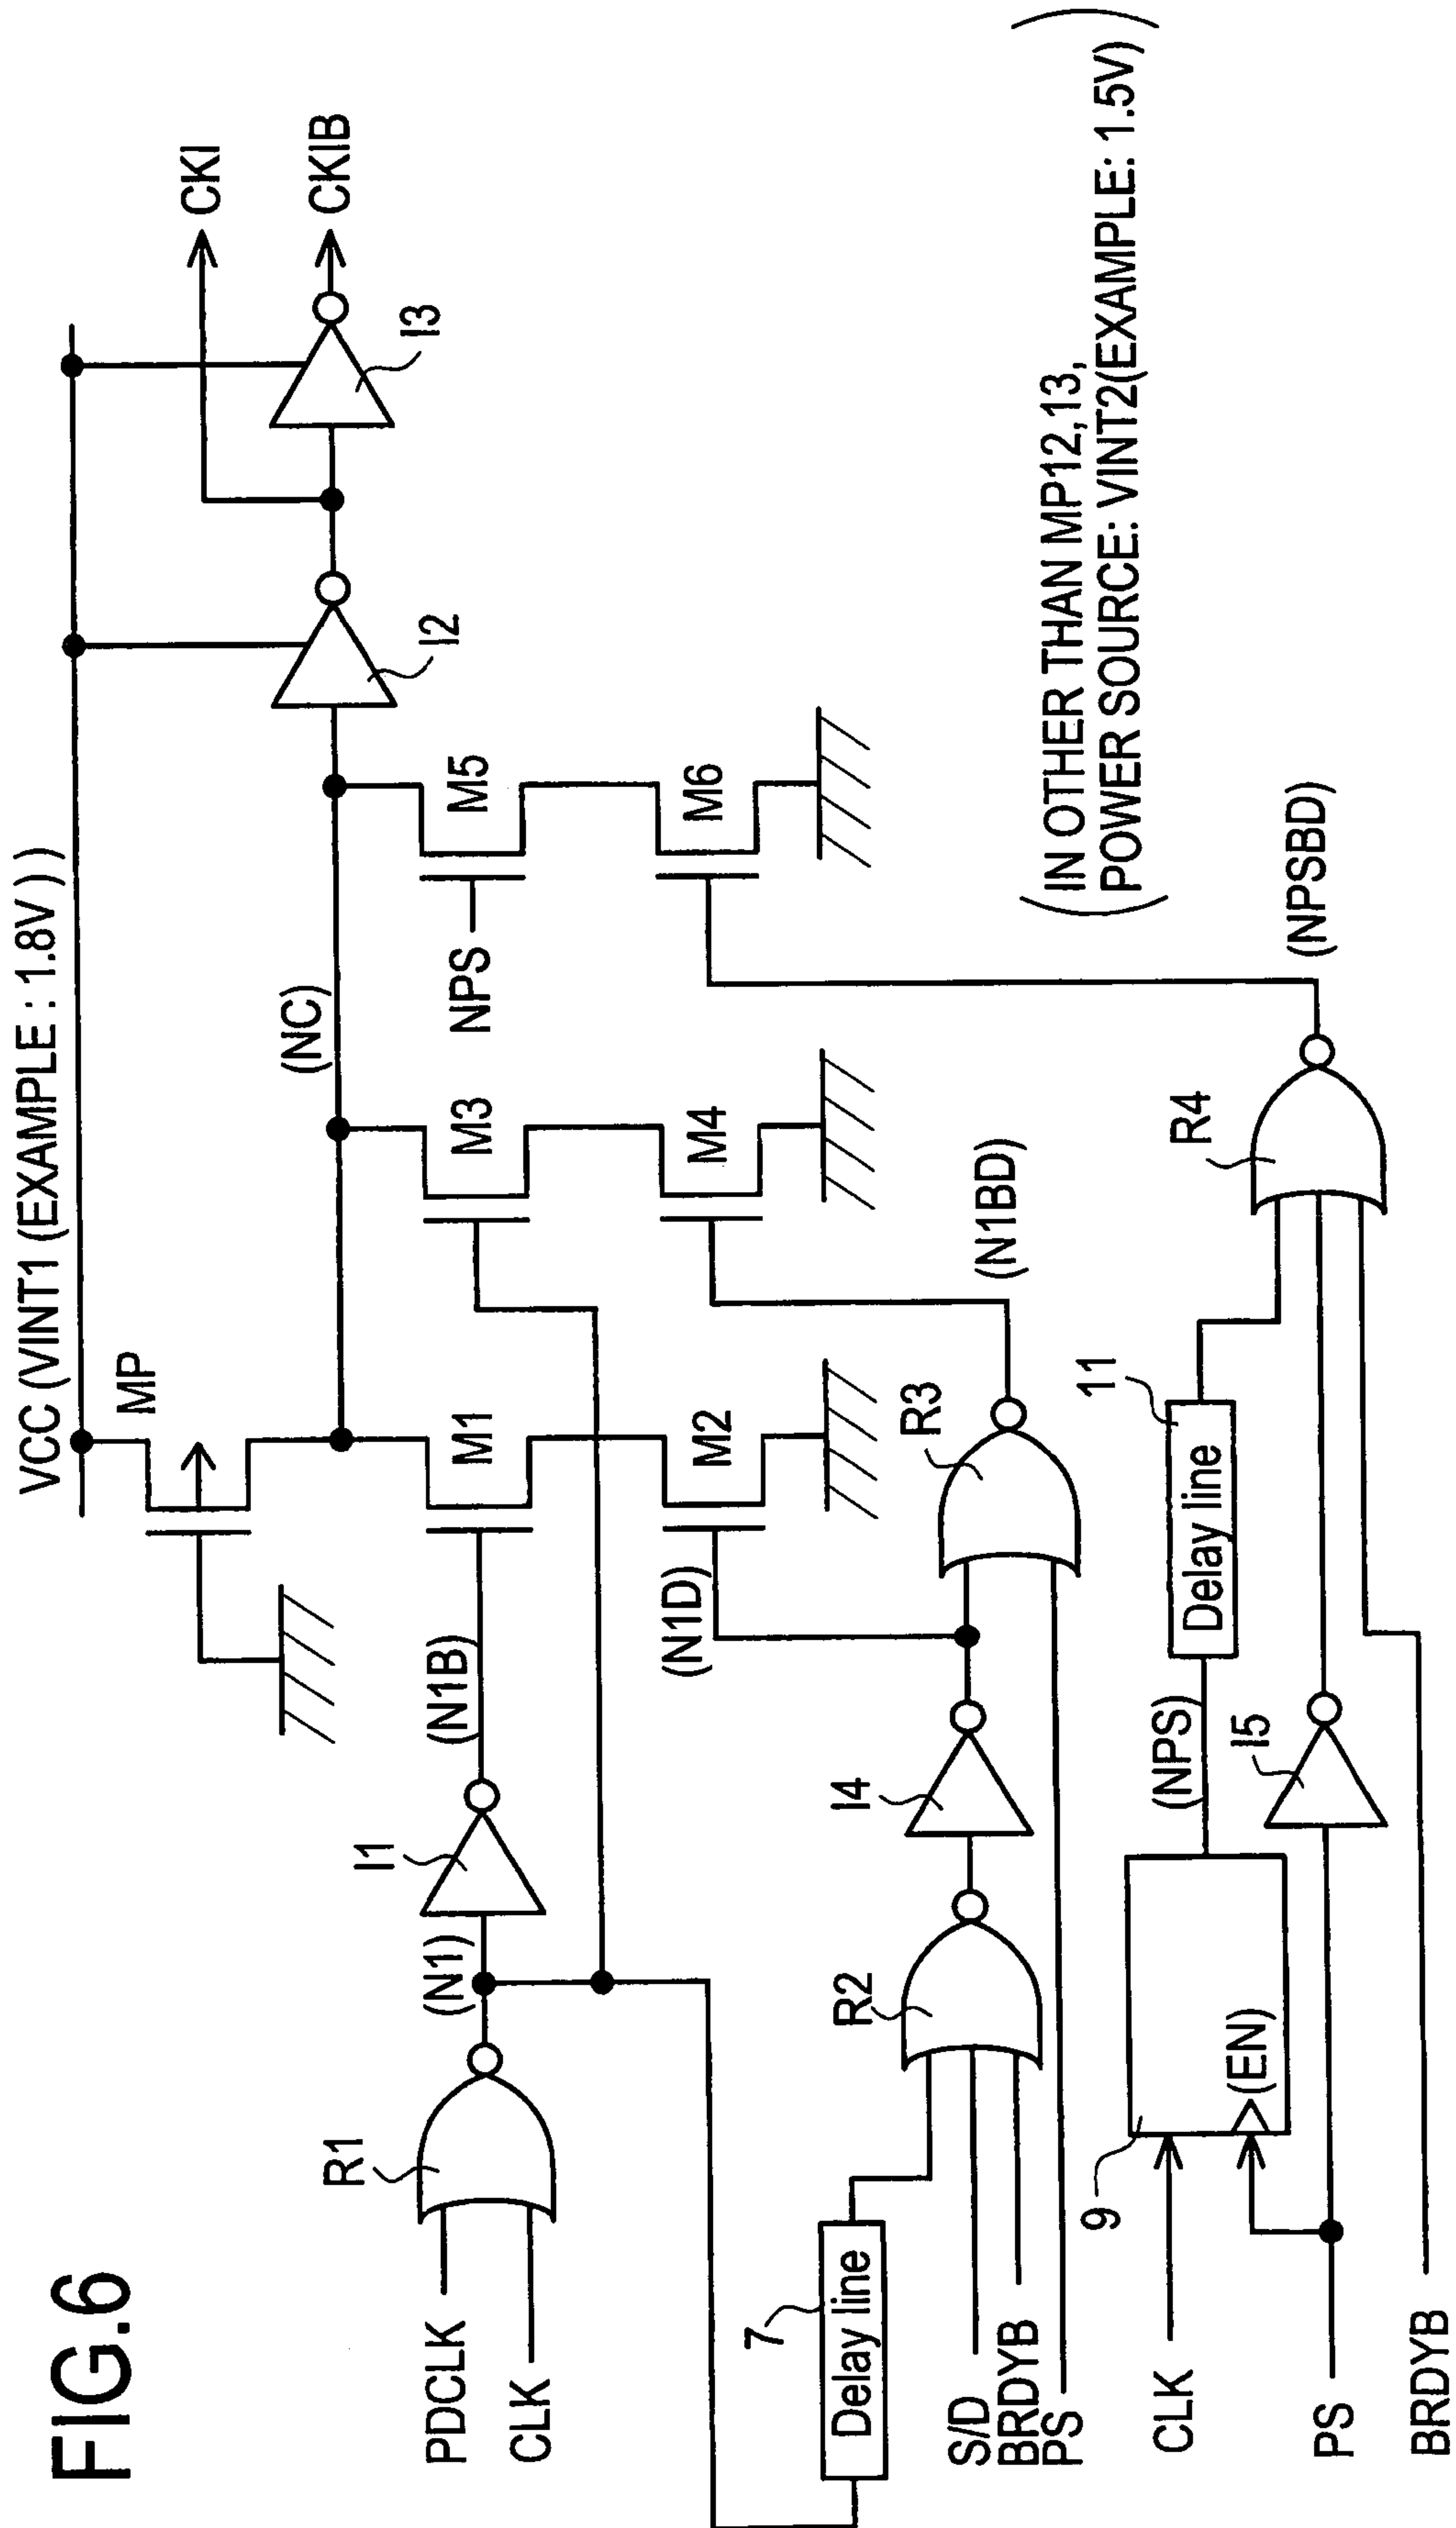 FIG.6
VCC (VINT1 (EXAMPLE : 1.8V ) )
MP
CKI
CKIB
I3
I2
(NC)
M1
M3
M5
NPS
M2
M4
M6
(N1B)
(N1D)
I1
(N1)
R1
PDCLK
CLK
(N1BD)
R3
I4
R2
7
Delay line
S/D
BRDYB
PS
(IN OTHER THAN MP12,13,
POWER SOURCE: VINT2(EXAMPLE: 1.5V))
(NPSBD)
R4
11
Delay line
(NPS)
I5
9
(EN)
CLK
PS
BRDYB